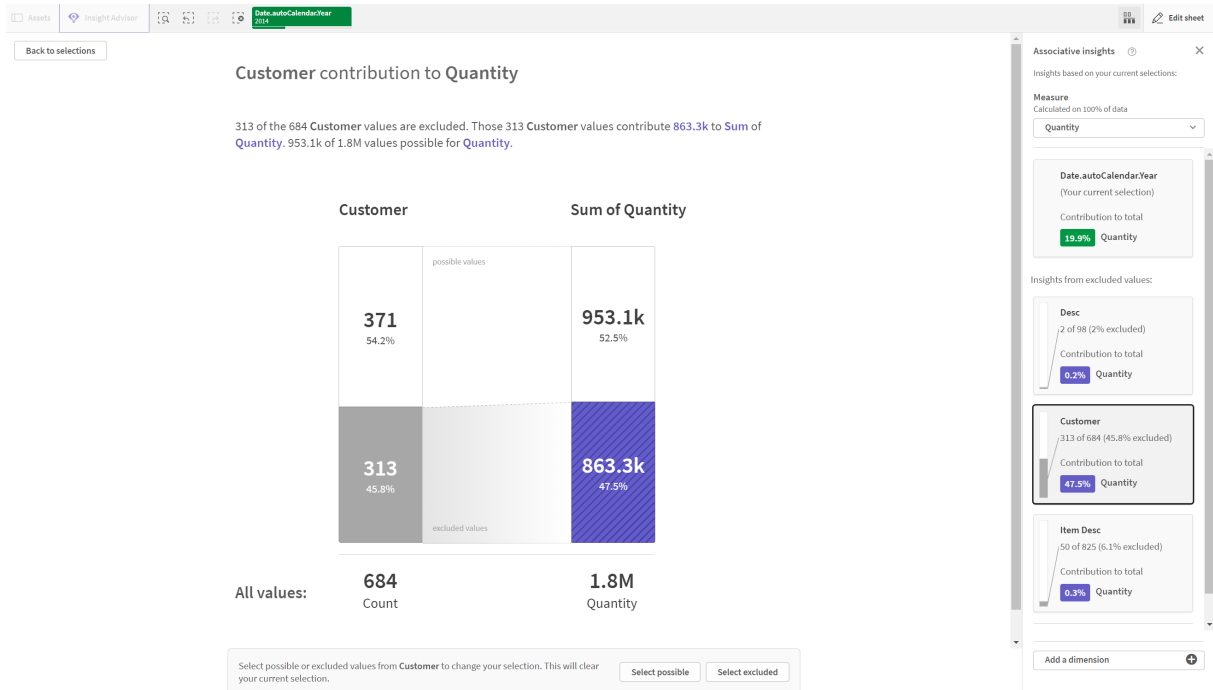 Assets
Insight Advisor
Date.autoCalendar.Year
2014
Edit sheet
Back to selections
Customer contribution to Quantity
313 of the 684 Customer values are excluded. Those 313 Customer values contribute 863.3k to Sum of
Quantity. 953.1k of 1.8M values possible for Quantity.
Customer
Sum of Quantity
possible values
371
54.2%
953.1k
52.5%
313
45.8%
863.3k
47.5%
excluded values
All values:
684
Count
1.8M
Quantity
Select possible or excluded values from Customer to change your selection. This will clear
your current selection.
Select possible
Select excluded
Associative insights
Insights based on your current selections:
Measure
Calculated on 100% of data
Quantity
Date.autoCalendar.Year
(Your current selection)
Contribution to total
19.9% Quantity
Insights from excluded values:
Desc
2 of 98 (2% excluded)
Contribution to total
0.2% Quantity
Customer
313 of 684 (45.8% excluded)
Contribution to total
47.5% Quantity
Item Desc
50 of 825 (6.1% excluded)
Contribution to total
0.3% Quantity
Add a dimension